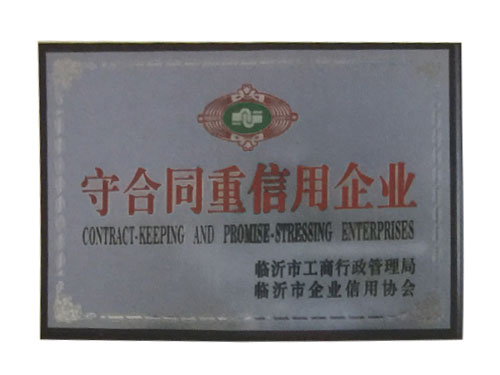 守合同重信用企业
CONTRACT-KEEPING AND PROMISE-STRESSING ENTERPRISES
临沂市工商行政管理局
临沂市企业信用协会